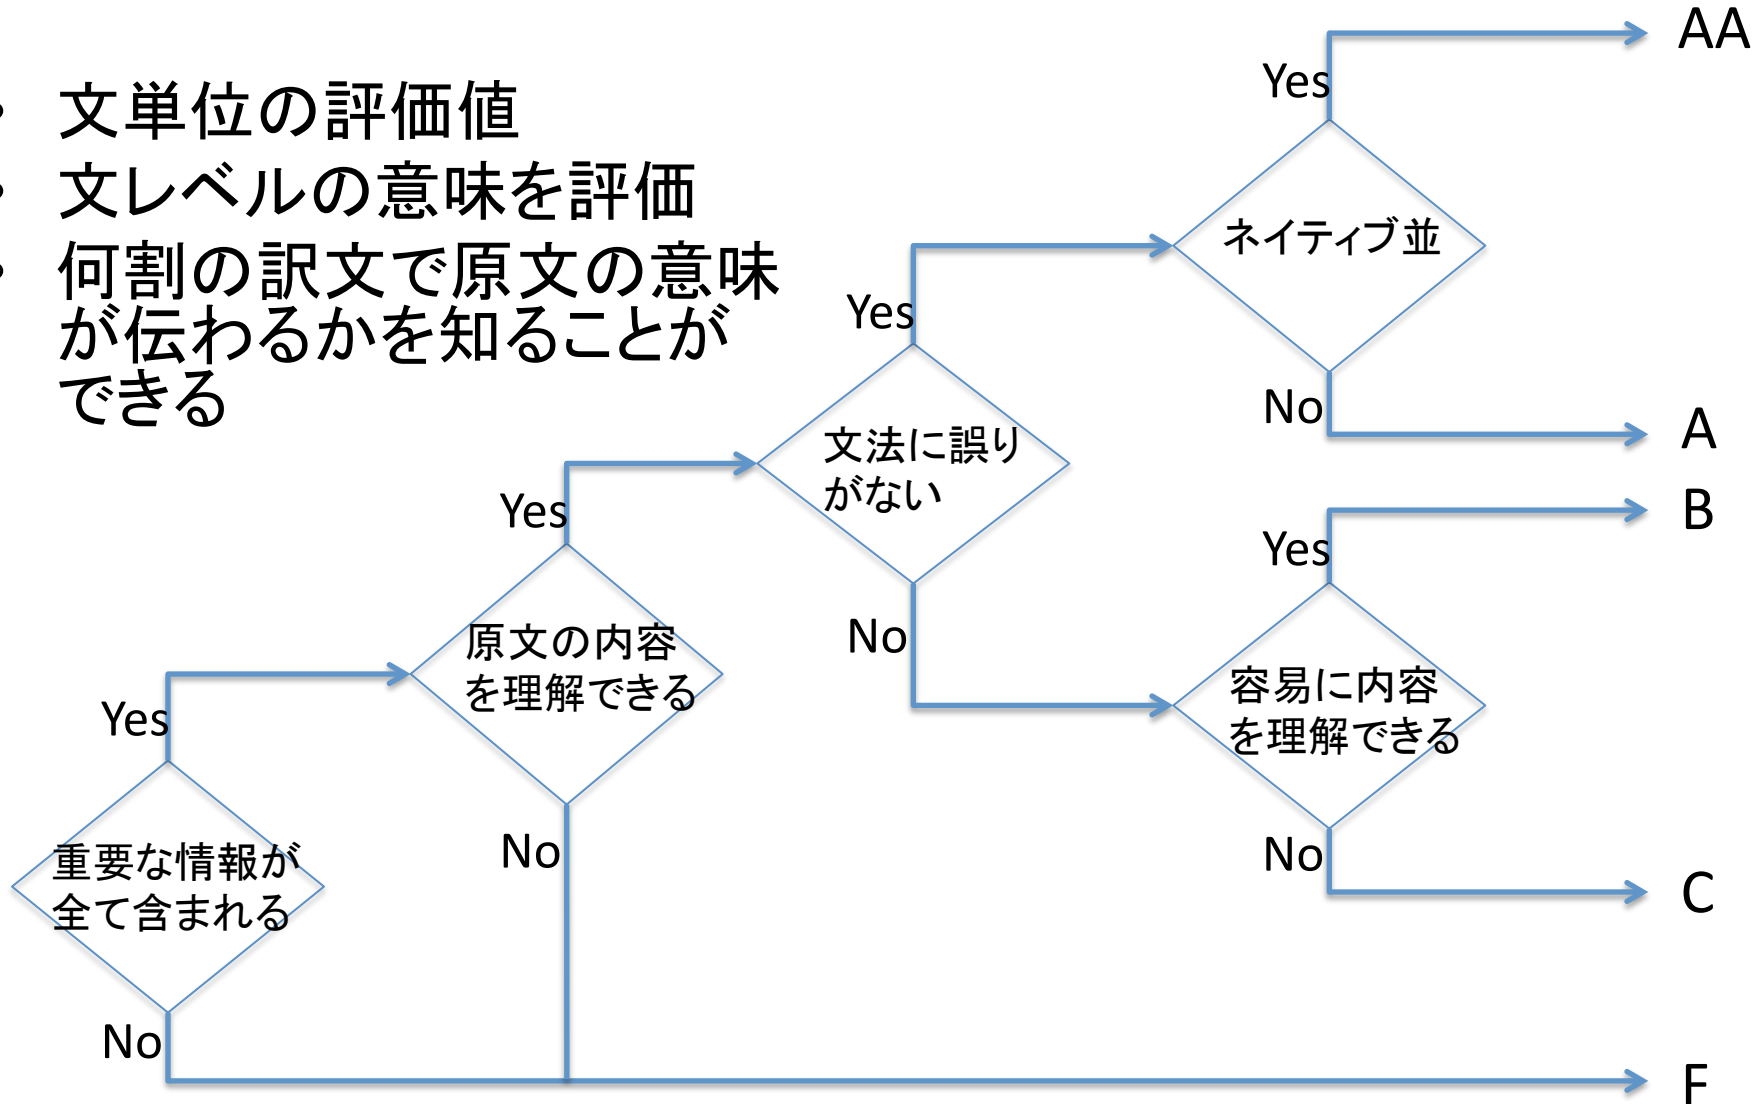 • 文単位の評価値
• 文レベルの意味を評価
• 何割の訳文で原文の意味
が伝わるかを知ることが
できる
重要な情報が
全て含まれる
Yes
No
原文の内容
を理解できる
Yes
No
文法に誤り
がない
Yes
No
ネイティブ並
Yes
No
容易に内容
を理解できる
Yes
No
AA
A
B
C
F